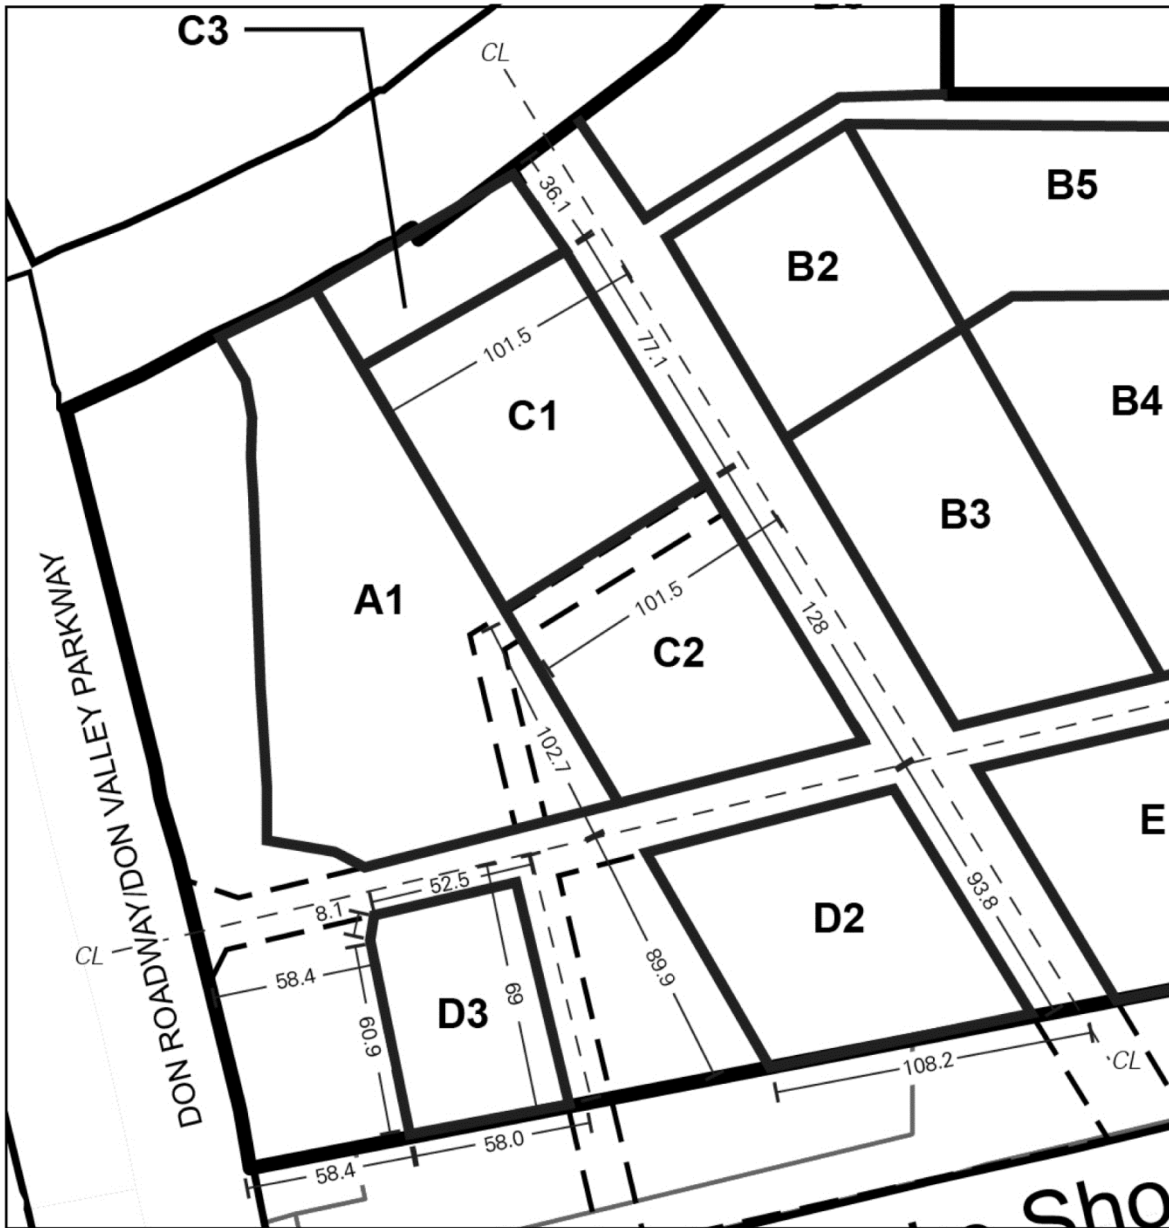 C3
CL
36.1
B5
B2
101.5
77.1
C1
B4
B3
DON ROADWAY/DON VALLEY PARKWAY
A1
101.5
128
C2
102.7
E
52.5
8.1
93.8
D2
CL
58.4
89.9
69
D3
60.9
108.2
CL
58.0
58.4
Sho